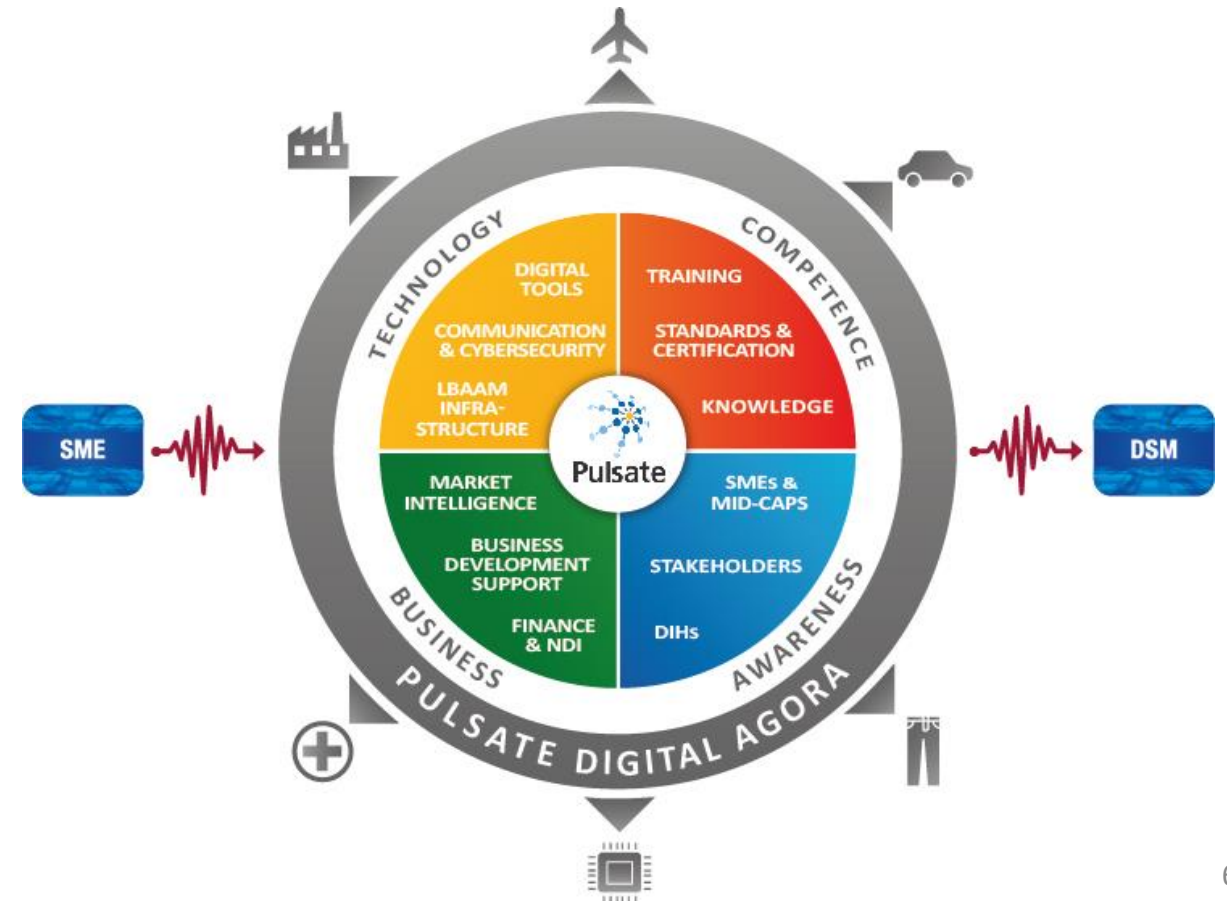 TECHNOLOGY
COMPETENCE
DIGITAL
TOOLS
COMMUNICATION
& CYBERSECURITY
LBAAM
INFRA-
STRUCTURE
TRAINING
STANDARDS &
CERTIFICATION
KNOWLEDGE
SME
Pulsate
DSM
MARKET
INTELLIGENCE
BUSINESS
DEVELOPMENT
SUPPORT
FINANCE
& NDI
SMEs &
MID-CAPS
STAKEHOLDERS
DIHs
BUSINESS
AWARENESS
PULSATE DIGITAL AGORA